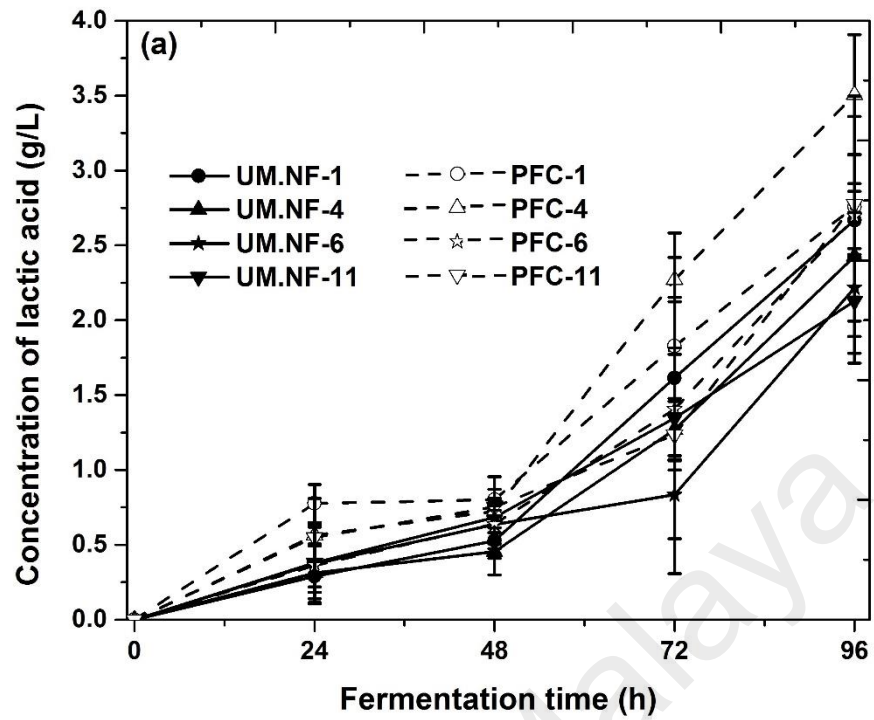 (a)
Concentration of lactic acid (g/L)
4.0
3.5
3.0
2.5
2.0
1.5
1.0
0.5
0.0
UM.NF-1 PFC-1
UM.NF-4 PFC-4
UM.NF-6 PFC-6
UM.NF-11 PFC-11
0 24 48 72 96
Fermentation time (h)
Malaya